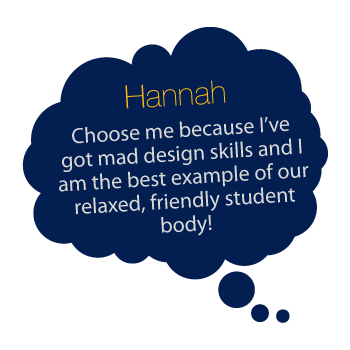 Hannah
Choose me because I’ve
got mad design skills and I
am the best example of our
relaxed, friendly student
body!